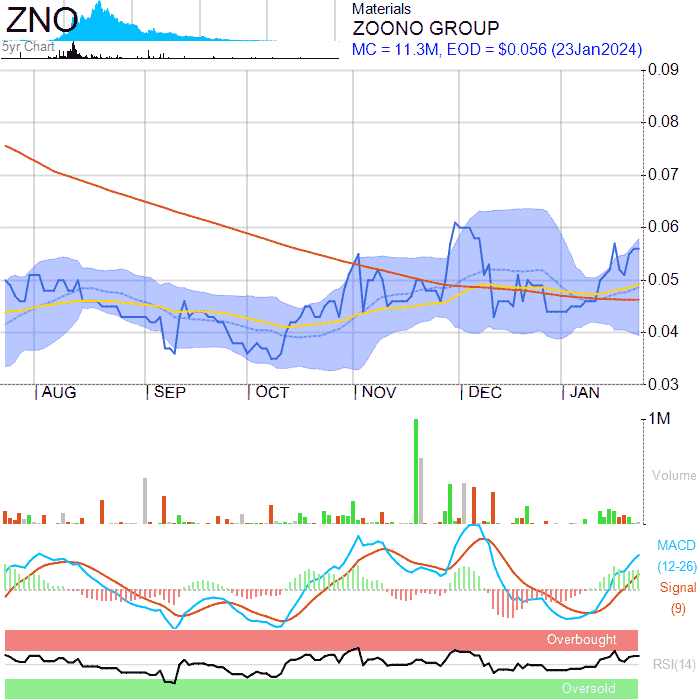 ZNO
5yr Chart
Materials
ZOONO GROUP
MC = 11.3M, EOD = $0.056 (23Jan2024)
0.09
0.08
0.07
0.06
0.05
0.04
0.03
AUG SEP OCT NOV DEC JAN
1M
Volume
MACD
(12-26)
Signal
(9)
Overbought
RSI(14)
Oversold